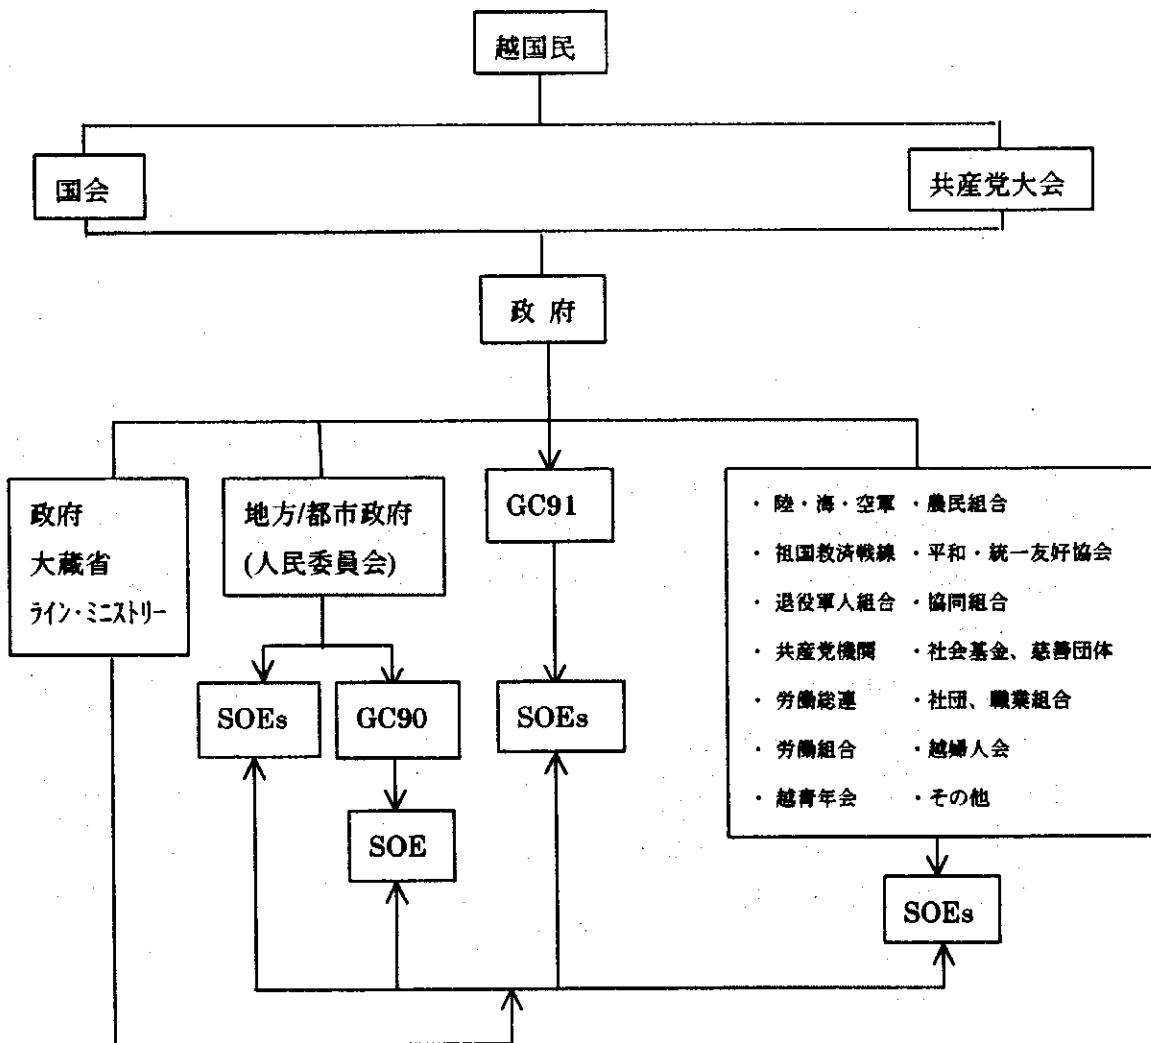 越国民
国会
共産党大会
政 府
政府
大蔵省
ライン・ミニストリー
地方/都市政府
(人民委員会)
GC91
・ 陸・海・空軍 ・農民組合
・ 祖国救済戦線 ・平和・統一友好協会
・ 退役軍人組合 ・協同組合
・ 共産党機関 ・社会基金、慈善団体
・ 労働総連 ・社団、職業組合
・ 労働組合 ・越婦人会
・ 越青年会 ・その他
SOEs
GC90
SOEs
SOE
SOEs